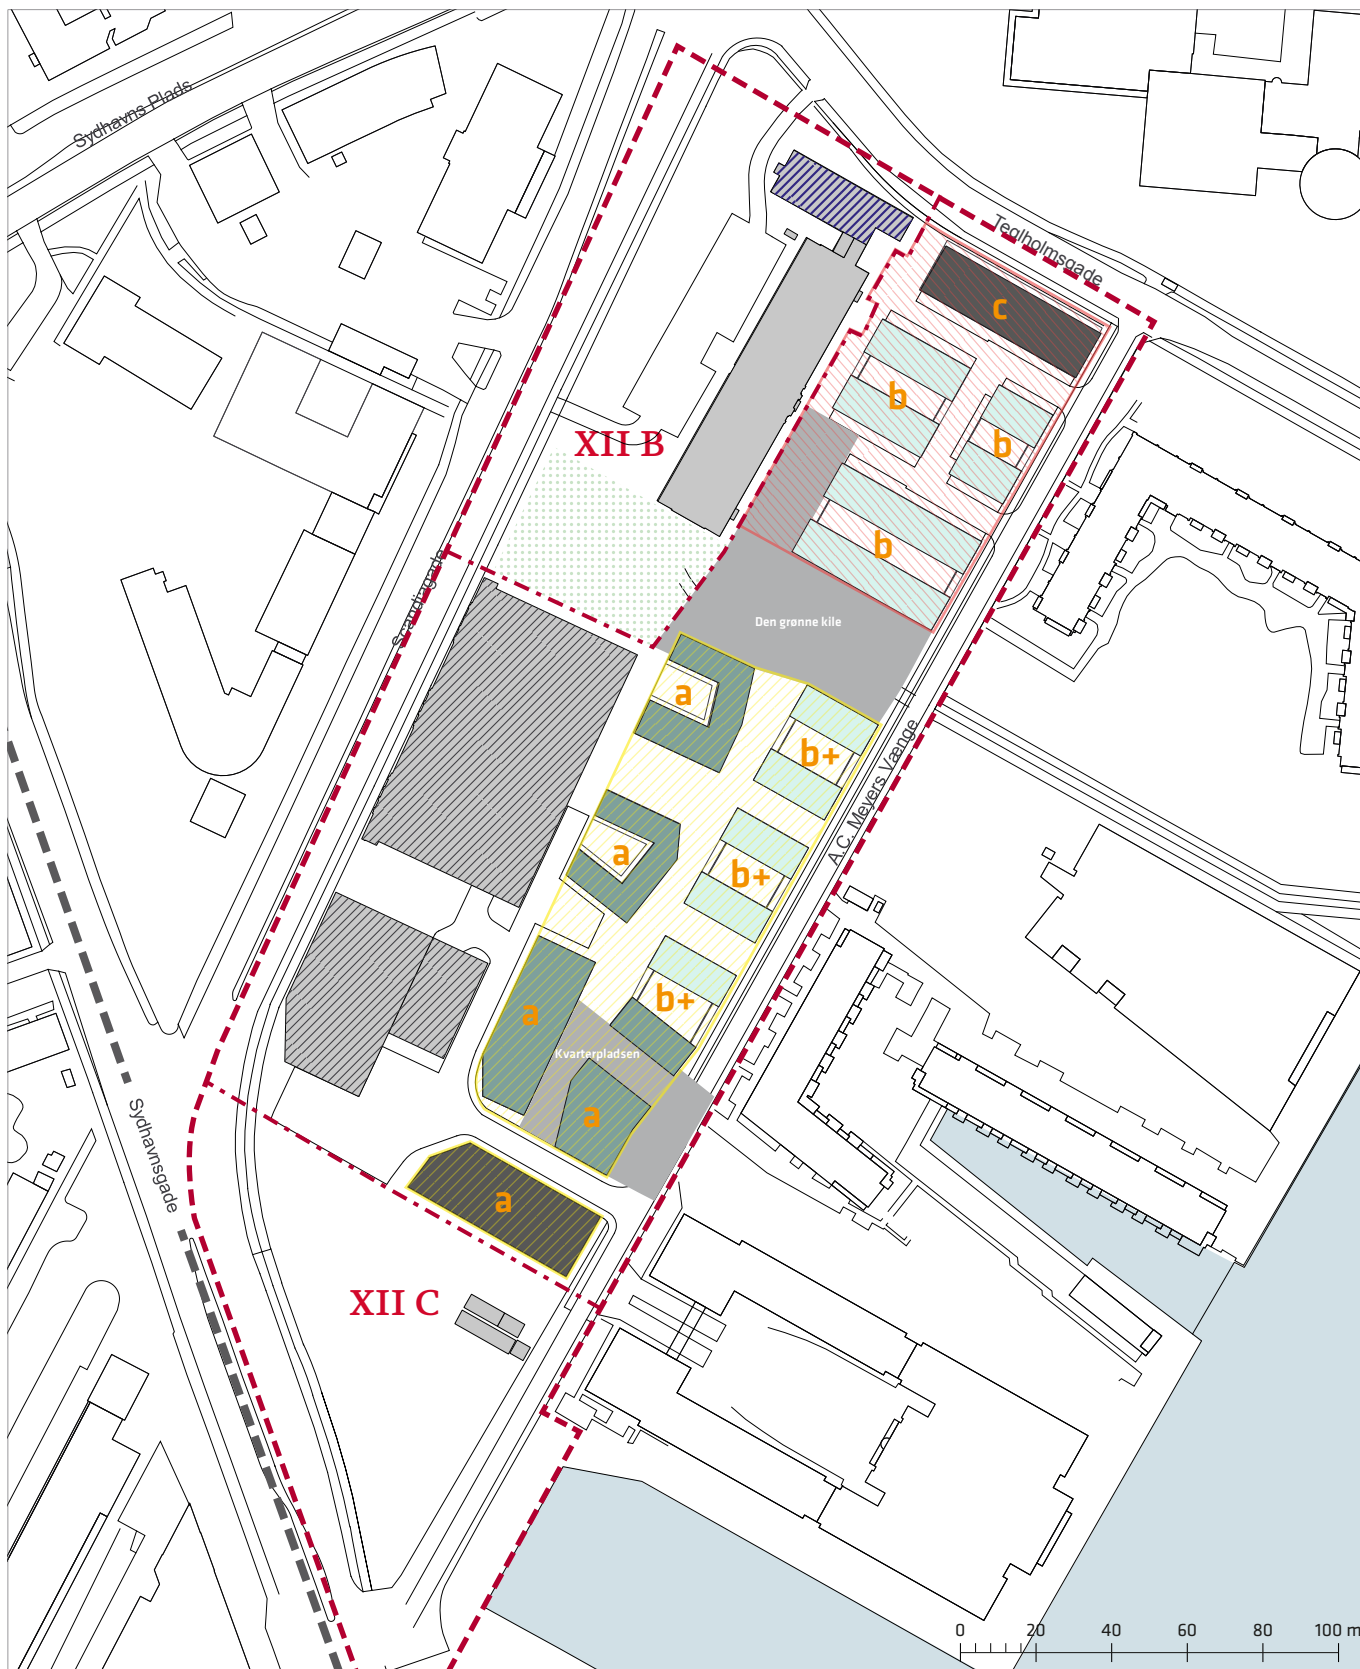 Sydhavns Plads
Teglholmsgade
c
b
b
XII B
b
Scandiagade
Den grønne kile
a
b+
A.C. Meyers Vænge
a
b+
b+
a
Kvarterpladsen
a
Sydhavnsgade
a
XII C
0 20 40 60 80 100 m